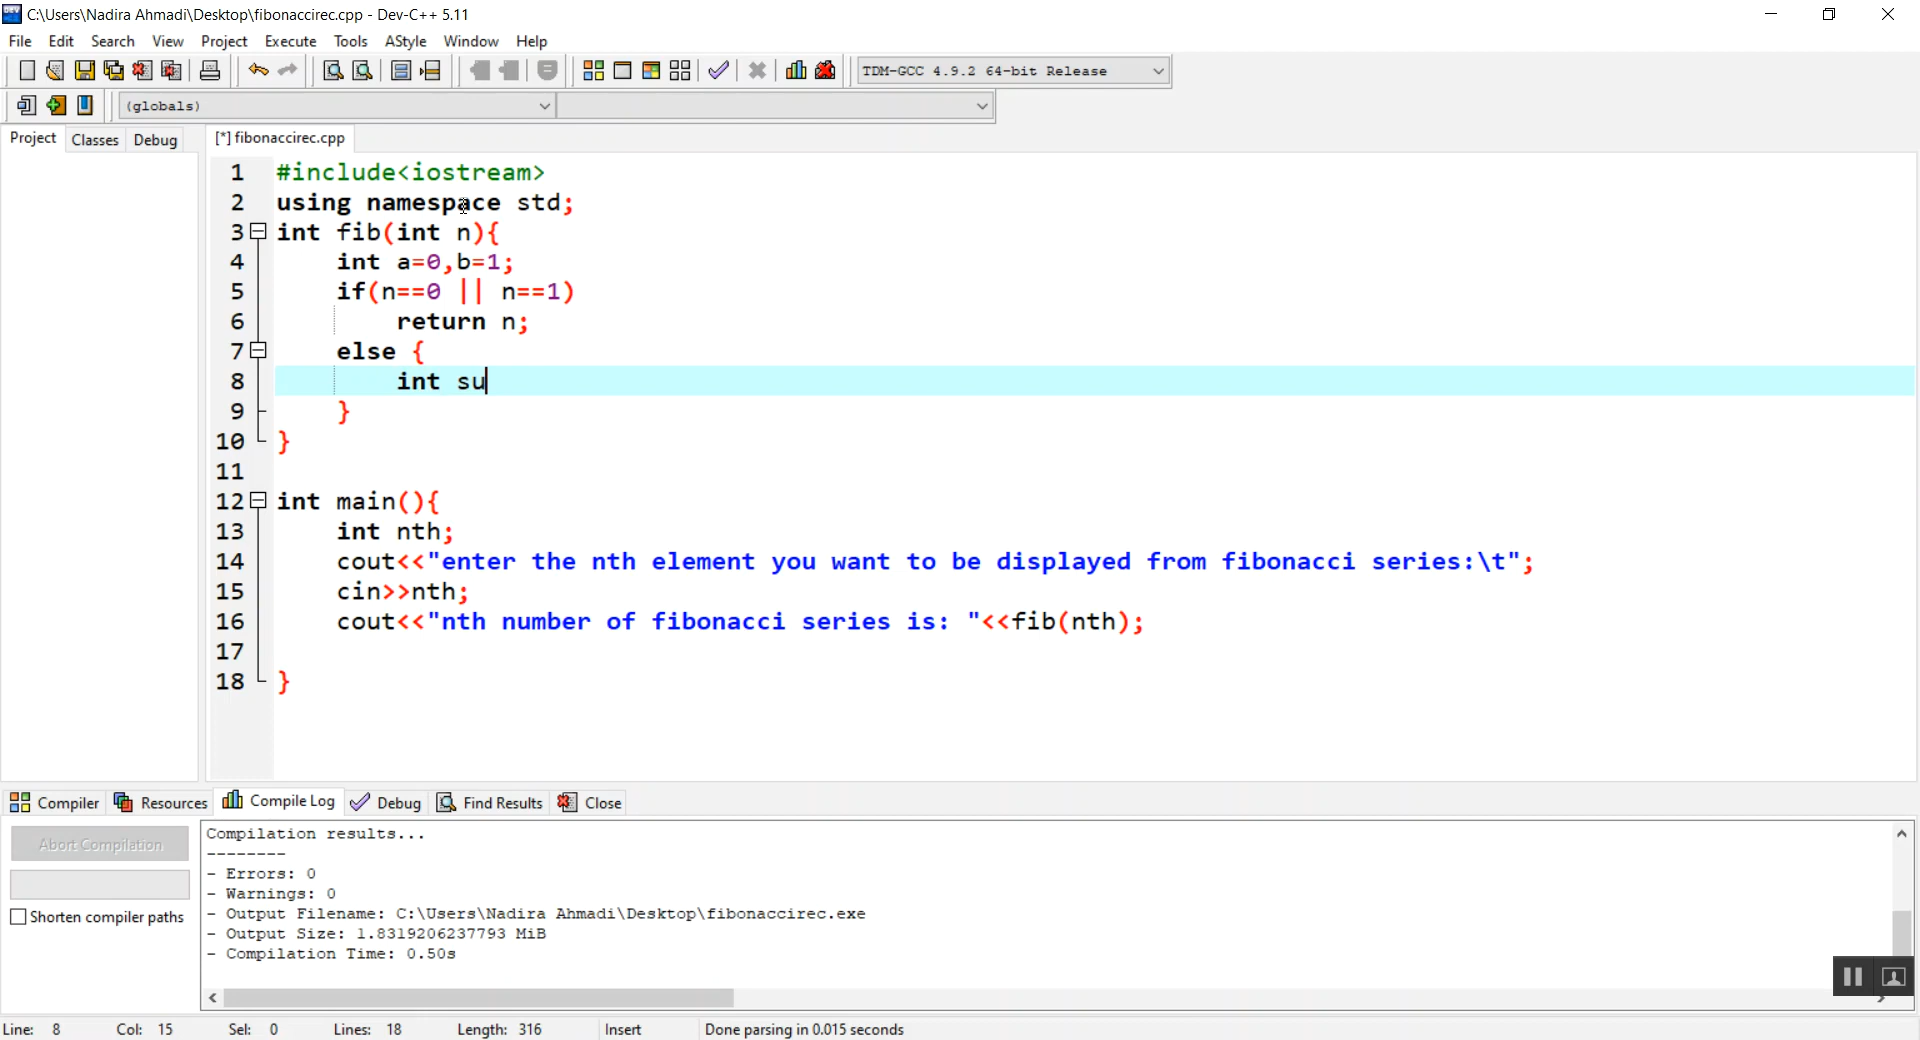 C:\Users\Nadira Ahmadi\Desktop\fibonaccirec.cpp - Dev-C++ 5.11
File Edit Search View Project Execute Tools AStyle Window Help
TDM-GCC 4.9.2 64-bit Release
(globals)
Project Classes Debug [*] fibonaccirec.cpp
1 #include<iostream>
2 using namespace std;
3 int fib(int n){
4 int a=0,b=1;
5 if(n==0 || n==1)
6 return n;
7 else {
8 int su
9 }
10 }
11
12 int main(){
13 int nth;
14 cout<<"enter the nth element you want to be displayed from fibonacci series:\t";
15 cin>>nth;
16 cout<<"nth number of fibonacci series is: "<<fib(nth);
17
18 }
Compiler Resources Compile Log Debug Find Results Close
Abort Compilation
Shorten compiler paths
Compilation results...
--------
- Errors: 0
- Warnings: 0
- Output Filename: C:\Users\Nadira Ahmadi\Desktop\fibonaccirec.exe
- Output Size: 1.8319206237793 MiB
- Compilation Time: 0.50s
Line: 8 Col: 15 Sel: 0 Lines: 18 Length: 316 Insert Done parsing in 0.015 seconds